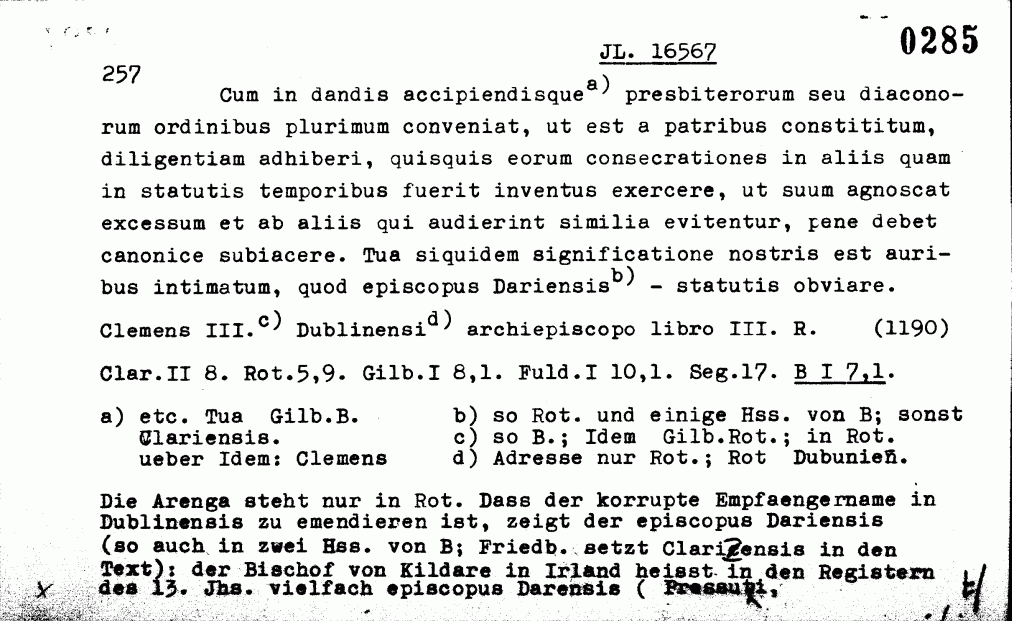 JL. 16567 0285
257
Cum in dandis accipiendisque a) presbiterorum seu diacono-
rum ordinibus plurimum conveniat, ut est a patribus constititum,
diligentiam adhiberi, quisquis eorum consecrationes in aliis quam
in statutis temporibus fuerit inventus exercere, ut suum agnoscat
excessum et ab aliis qui audierint similia evitentur, pene debet
canonice subiacere. Tua siquidem significatione nostris est auri-
bus intimatum, quod episcopus Dariensis b) - statutis obviare.
Clemens III. c) Dublinensi d) archiepiscopo libro III. R. (1190)
Clar.II 8. Rot.5,9. Gilb.I 8,1. Fuld.I 10,1. Seg.17. B I 7,1.
a) etc. Tua Gilb.B. b) so Rot. und einige Hss. von B; sonst
Clariensis. c) so B.; Idem Gilb.Rot.; in Rot.
ueber Idem: Clemens d) Adresse nur Rot.; Rot Dubunien̄.
Die Arenga steht nur in Rot. Dass der korrupte Empfaengername in
Dublinensis zu emendieren ist, zeigt der episcopus Dariensis
(so auch in zwei Hss. von B; Friedb. setzt Clarizensis in den
Text): der Bischof von Kildare in Irland heisst in den Registern
x des 13. Jhs. vielfach episcopus Darensis (